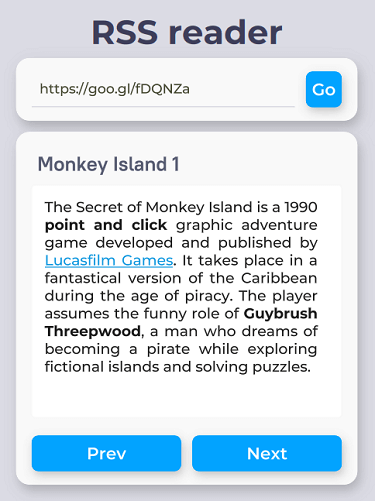 RSS reader
https://goo.gl/fDQNZa
Go
Monkey Island 1
The Secret of Monkey Island is a 1990
point and click graphic adventure
game developed and published by
Lucasfilm Games. It takes place in a
fantastical version of the Caribbean
during the age of piracy. The player
assumes the funny role of Guybrush
Threepwood, a man who dreams of
becoming a pirate while exploring
fictional islands and solving puzzles.
Prev
Next